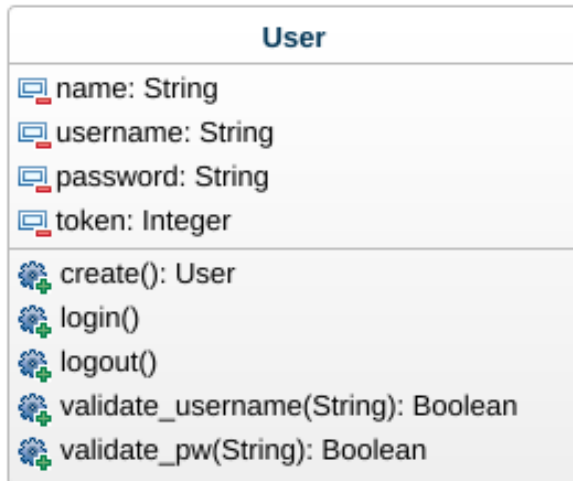 User
name: String
username: String
password: String
token: Integer
create(): User
login()
logout()
validate_username(String): Boolean
validate_pw(String): Boolean